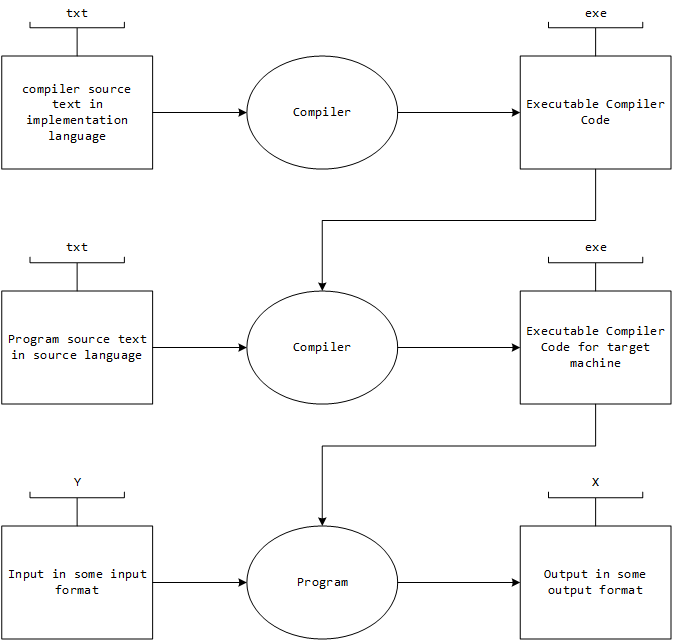 txt
exe
compiler source
text in
implementation
language
Compiler
Executable Compiler
Code
txt
exe
Program source text
in source language
Compiler
Executable Compiler
Code for target
machine
Y
X
Input in some input
format
Program
Output in some
output format